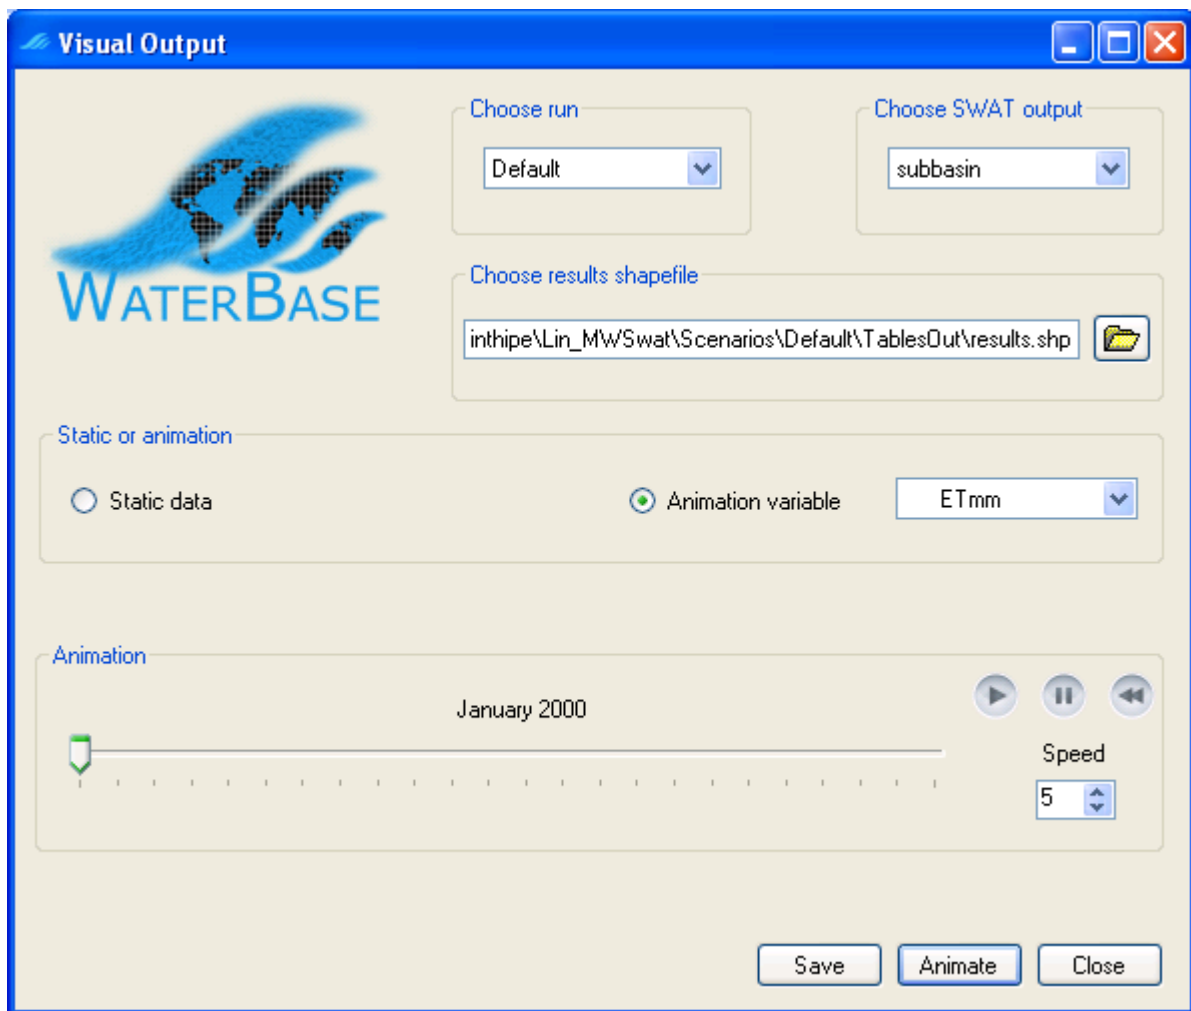 Visual Output
WATERBASE
Choose run
Default
Choose SWAT output
subbasin
Choose results shapefile
inthipe\Lin_MWSwat\Scenarios\Default\TablesOut\results.shp
Static or animation
Static data
Animation variable
ETmm
Animation
January 2000
Speed
5
Save
Animate
Close